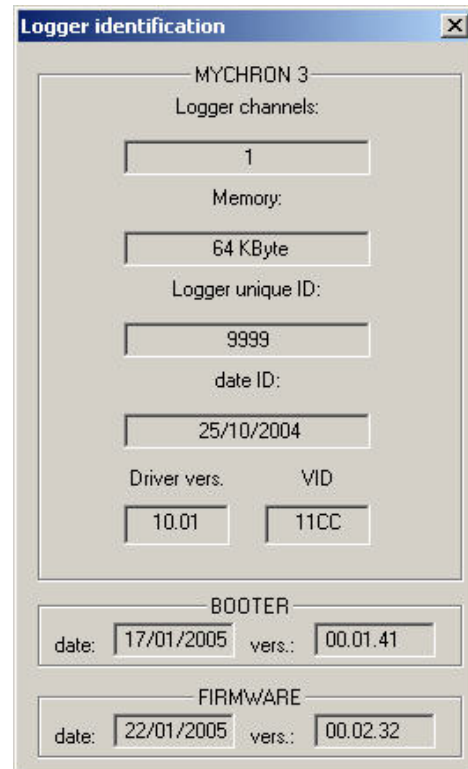 Logger identification
MYCHRON 3
Logger channels:
1
Memory:
64 KByte
Logger unique ID:
9999
date ID:
25/10/2004
Driver vers. VID
10.01 11CC
BOOTER
date: 17/01/2005 vers.: 00.01.41
FIRMWARE
date: 22/01/2005 vers.: 00.02.32